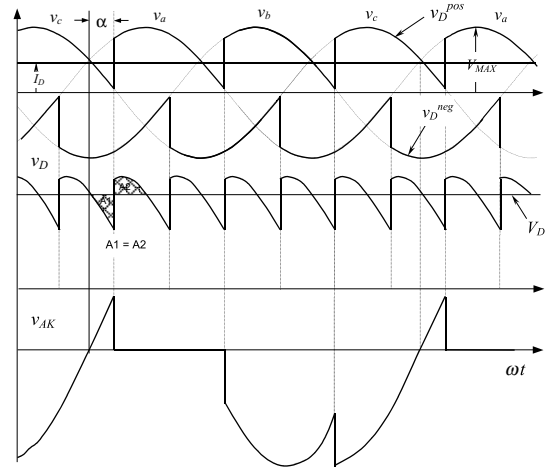 v_c α v_a v_b v_c v_D^pos v_a
I_D V_MAX
v_D^neg
v_D
A1 A2
V_D
A1 = A2
v_AK
ωt